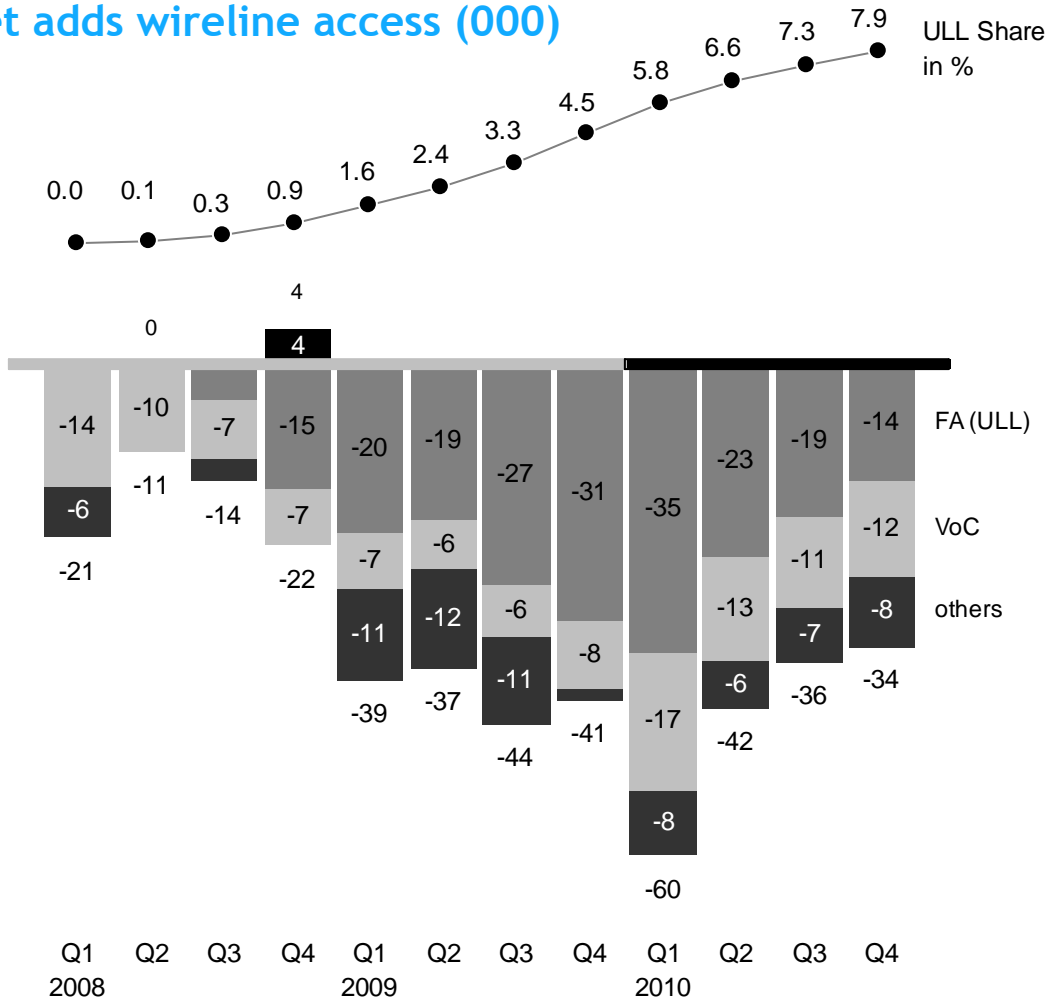 et adds wireline access (000)
0.0 0.1 0.3 0.9 1.6 2.4 3.3 4.5 5.8 6.6 7.3 7.9
ULL Share
in %
4
0
4
-14 -10 -7 -15 -20 -19 -27 -31 -35 -23 -19 -14 FA (ULL)
-6 -7 -7 -6 -6 -8 -17 -13 -11 -12 VoC
-11 -12 -11 -8 -6 -7 -8 others
-21 -11 -14 -22 -39 -37 -44 -41 -60 -42 -36 -34
Q1 Q2 Q3 Q4 Q1 Q2 Q3 Q4 Q1 Q2 Q3 Q4
2008 2009 2010